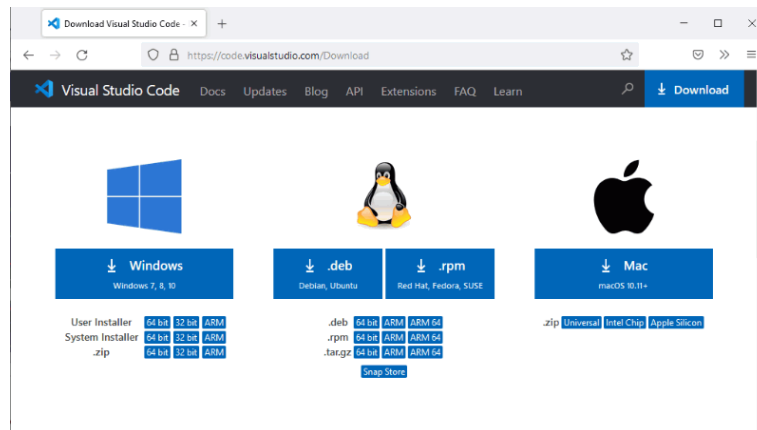 Download Visual Studio Code -
https://code.visualstudio.com/Download
Visual Studio Code Docs Updates Blog API Extensions FAQ Learn Download
Windows
Windows 7, 8, 10
.deb
Debian, Ubuntu
.rpm
Red Hat, Fedora, SUSE
Mac
macOS 10.11+
User Installer 64 bit 32 bit ARM
System Installer 64 bit 32 bit ARM
.zip 64 bit 32 bit ARM
.deb 64 bit ARM ARM 64
.rpm 64 bit ARM ARM 64
.tar.gz 64 bit ARM ARM 64
Snap Store
.zip Universal Intel Chip Apple Silicon